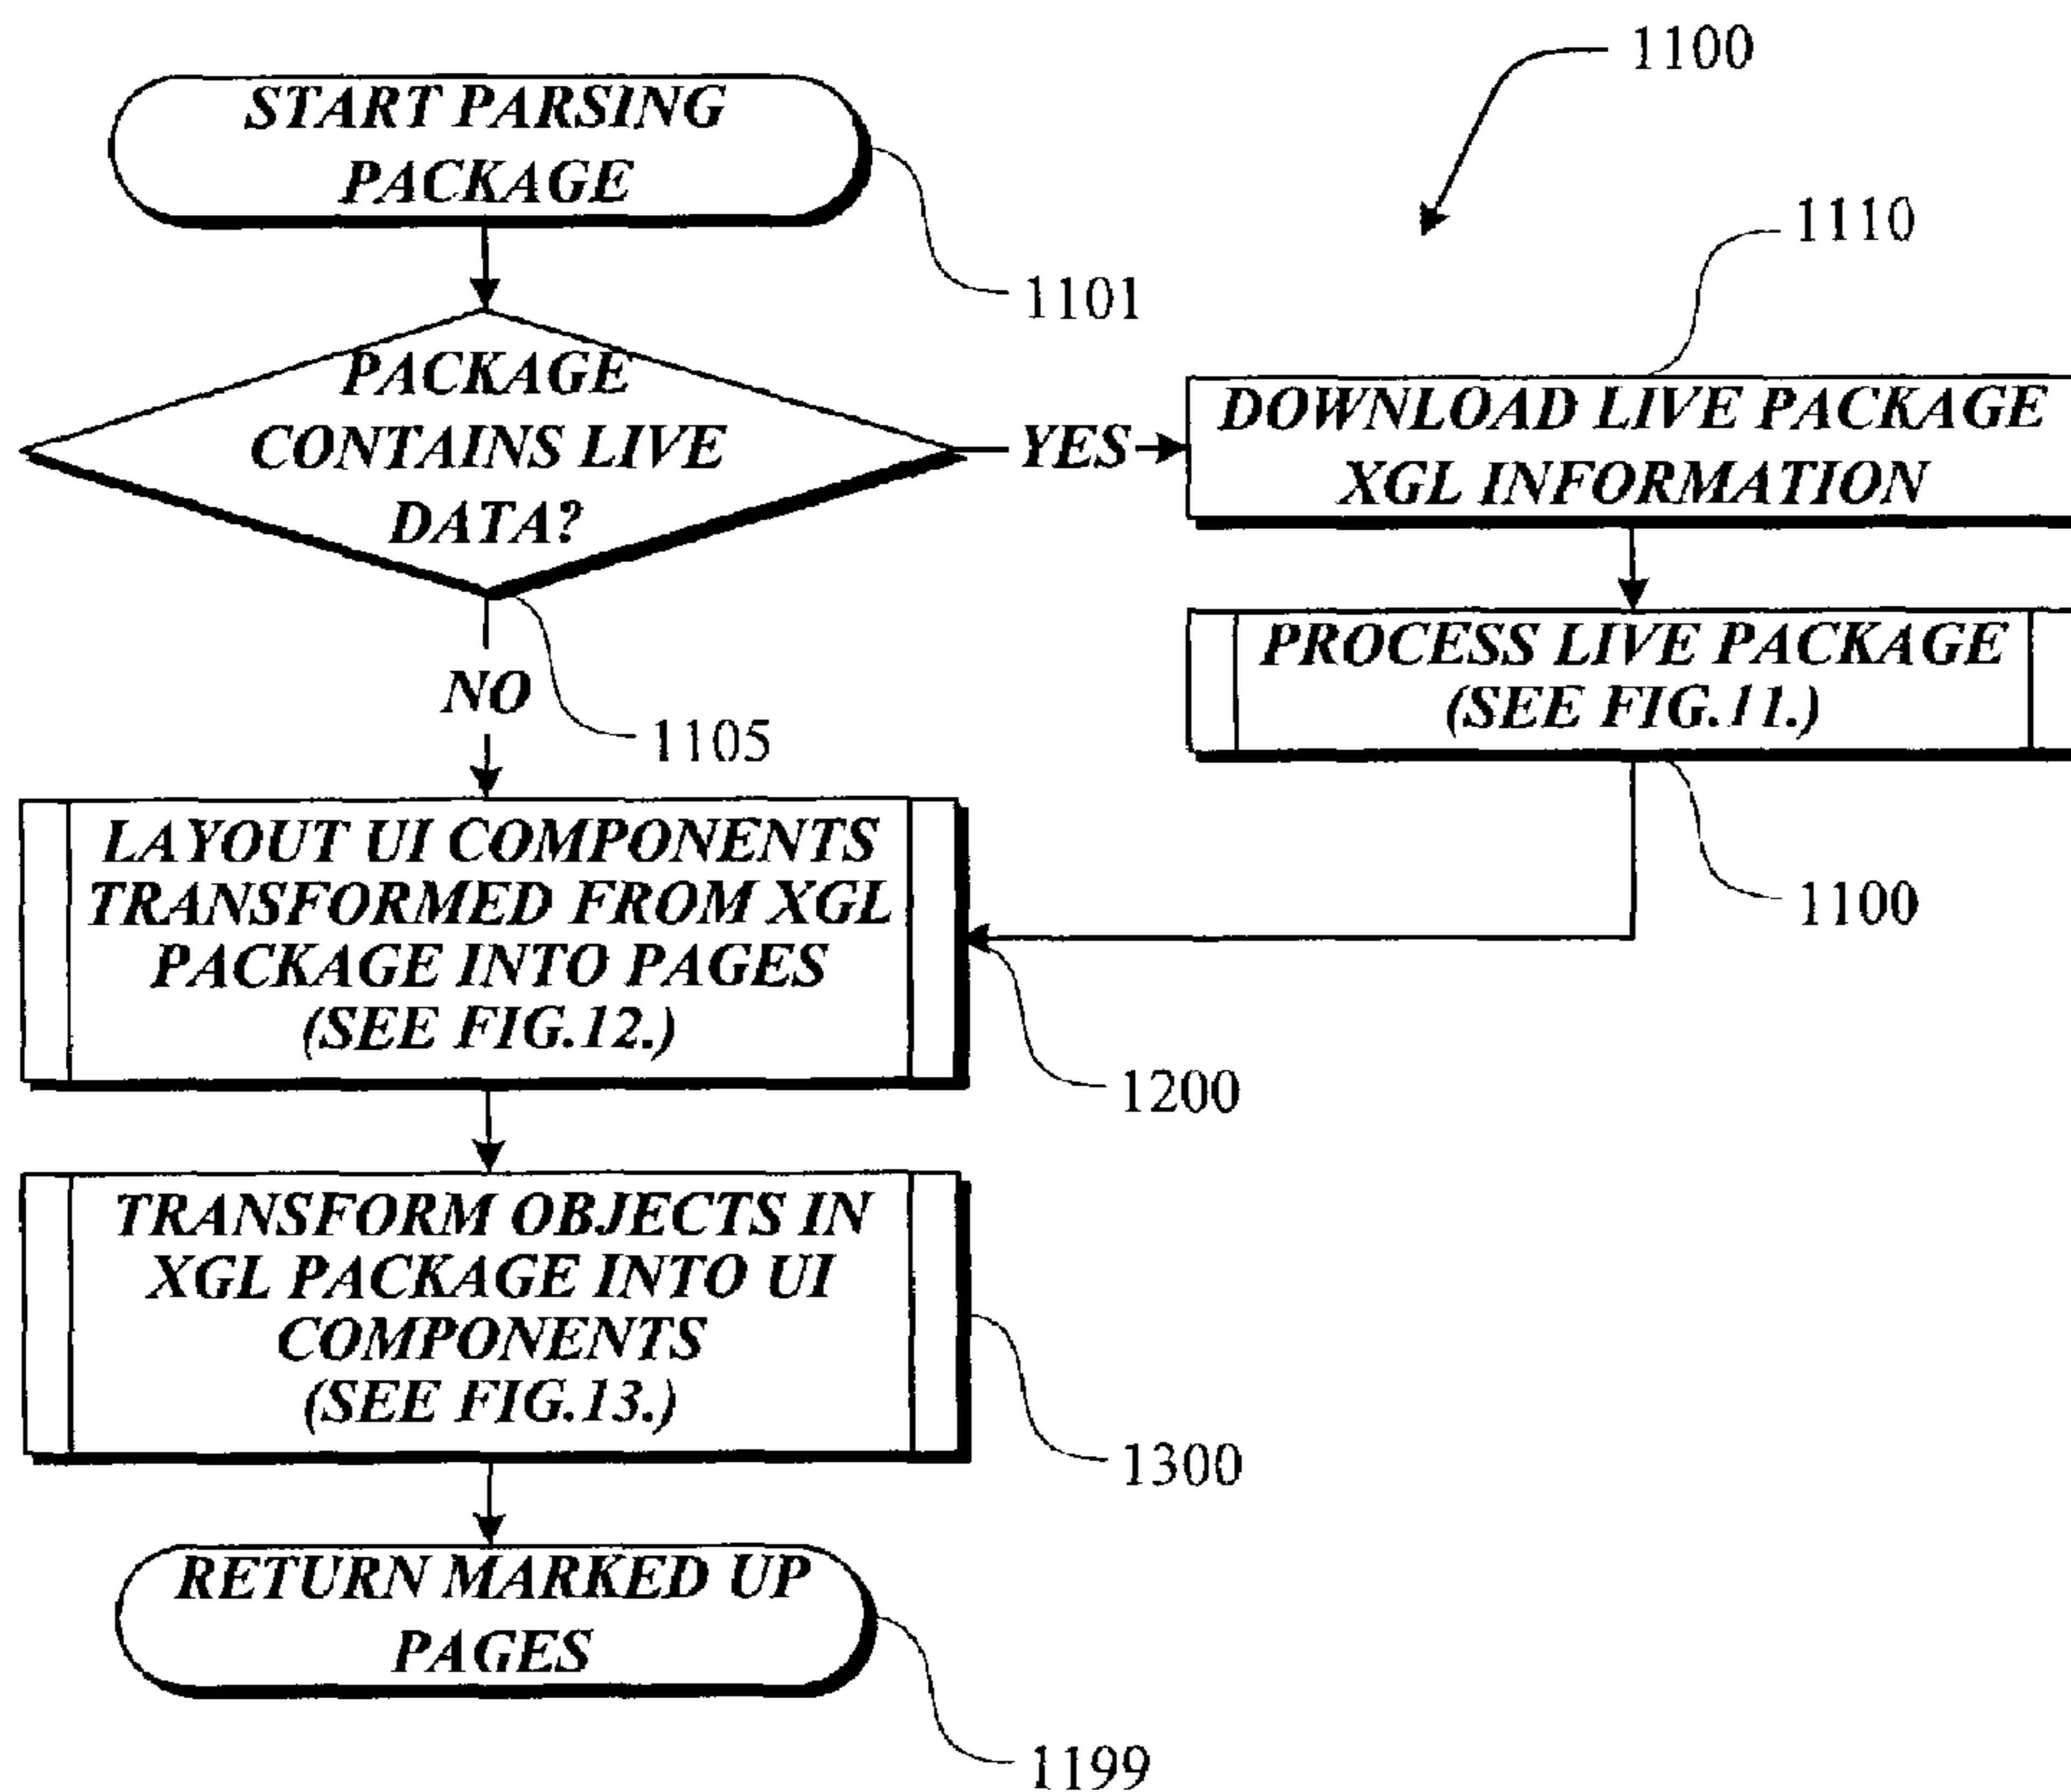 1100
START PARSING
PACKAGE
1101
1110
PACKAGE
CONTAINS LIVE
DATA?
YES
DOWNLOAD LIVE PACKAGE
XGL INFORMATION
NO
1105
PROCESS LIVE PACKAGE
(SEE FIG.11.)
1100
LAYOUT UI COMPONENTS
TRANSFORMED FROM XGL
PACKAGE INTO PAGES
(SEE FIG.12.)
1200
TRANSFORM OBJECTS IN
XGL PACKAGE INTO UI
COMPONENTS
(SEE FIG.13.)
1300
RETURN MARKED UP
PAGES
1199